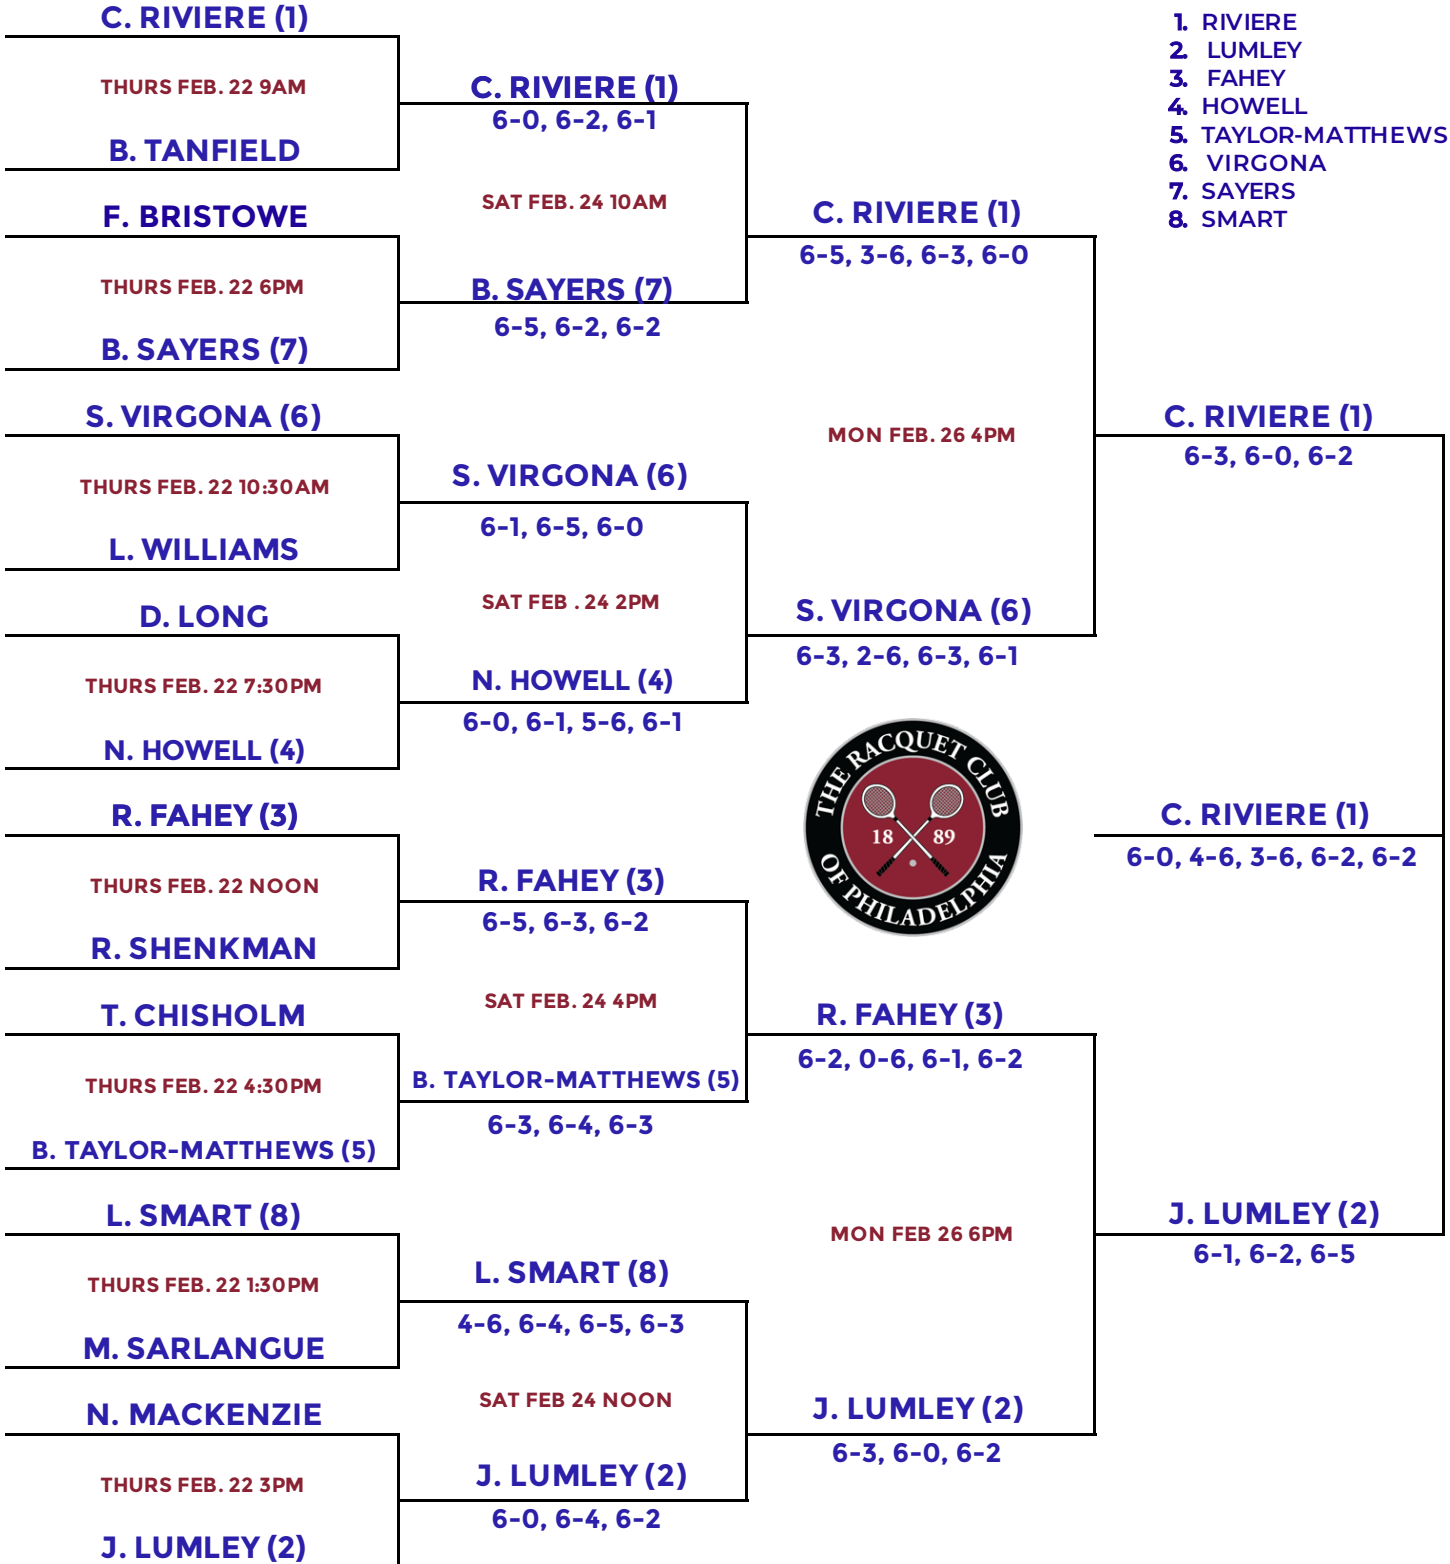 C. RIVIERE (1)
THURS FEB. 22 9AM
B. TANFIELD
F. BRISTOWE
THURS FEB. 22 6PM
B. SAYERS (7)
S. VIRGONA (6)
THURS FEB. 22 10:30AM
L. WILLIAMS
D. LONG
THURS FEB. 22 7:30PM
N. HOWELL (4)
R. FAHEY (3)
THURS FEB. 22 NOON
R. SHENKMAN
T. CHISHOLM
THURS FEB. 22 4:30PM
B. TAYLOR-MATTHEWS (5)
L. SMART (8)
THURS FEB. 22 1:30PM
M. SARLANGUE
N. MACKENZIE
THURS FEB. 22 3PM
J. LUMLEY (2)
C. RIVIERE (1)
6-0, 6-2, 6-1
SAT FEB. 24 10AM
B. SAYERS (7)
6-5, 6-2, 6-2
S. VIRGONA (6)
6-1, 6-5, 6-0
SAT FEB . 24 2PM
N. HOWELL (4)
6-0, 6-1, 5-6, 6-1
R. FAHEY (3)
6-5, 6-3, 6-2
SAT FEB. 24 4PM
B. TAYLOR-MATTHEWS (5)
6-3, 6-4, 6-3
L. SMART (8)
4-6, 6-4, 6-5, 6-3
SAT FEB 24 NOON
J. LUMLEY (2)
6-0, 6-4, 6-2
C. RIVIERE (1)
6-5, 3-6, 6-3, 6-0
MON FEB. 26 4PM
S. VIRGONA (6)
6-3, 2-6, 6-3, 6-1
THE RACQUET CLUB
18 89
OF PHILADELPHIA
R. FAHEY (3)
6-2, 0-6, 6-1, 6-2
MON FEB 26 6PM
J. LUMLEY (2)
6-3, 6-0, 6-2
1. RIVIERE
2. LUMLEY
3. FAHEY
4. HOWELL
5. TAYLOR-MATTHEWS
6. VIRGONA
7. SAYERS
8. SMART
C. RIVIERE (1)
6-3, 6-0, 6-2
C. RIVIERE (1)
6-0, 4-6, 3-6, 6-2, 6-2
J. LUMLEY (2)
6-1, 6-2, 6-5